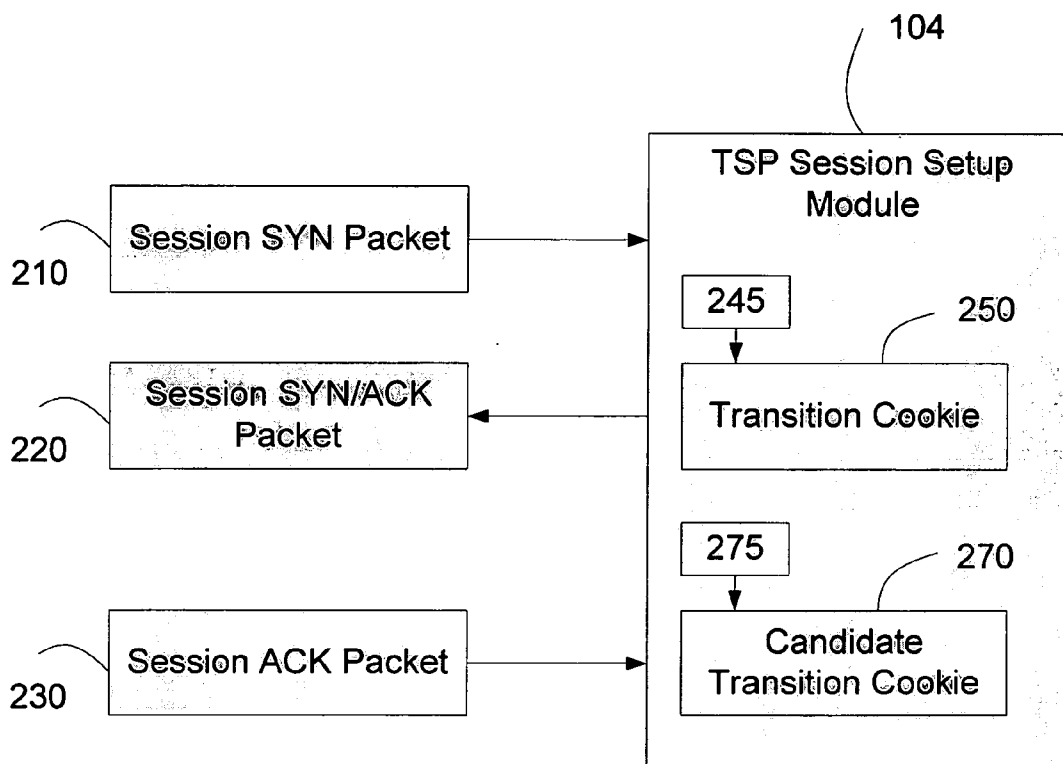 104
TSP Session Setup
Module
Session SYN Packet
210
245
250
Session SYN/ACK
Packet
Transition Cookie
220
275
270
Session ACK Packet
Candidate
Transition Cookie
230